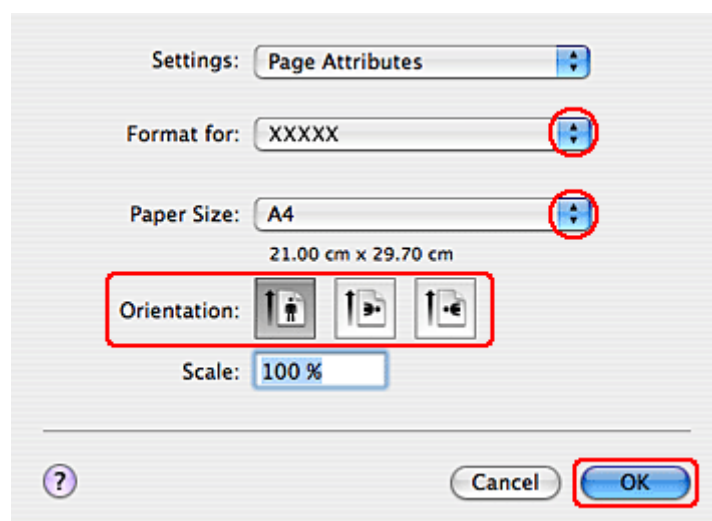 Settings: Page Attributes
Format for: XXXXX
Paper Size: A4
21.00 cm x 29.70 cm
Orientation:
Scale: 100 %
? Cancel OK